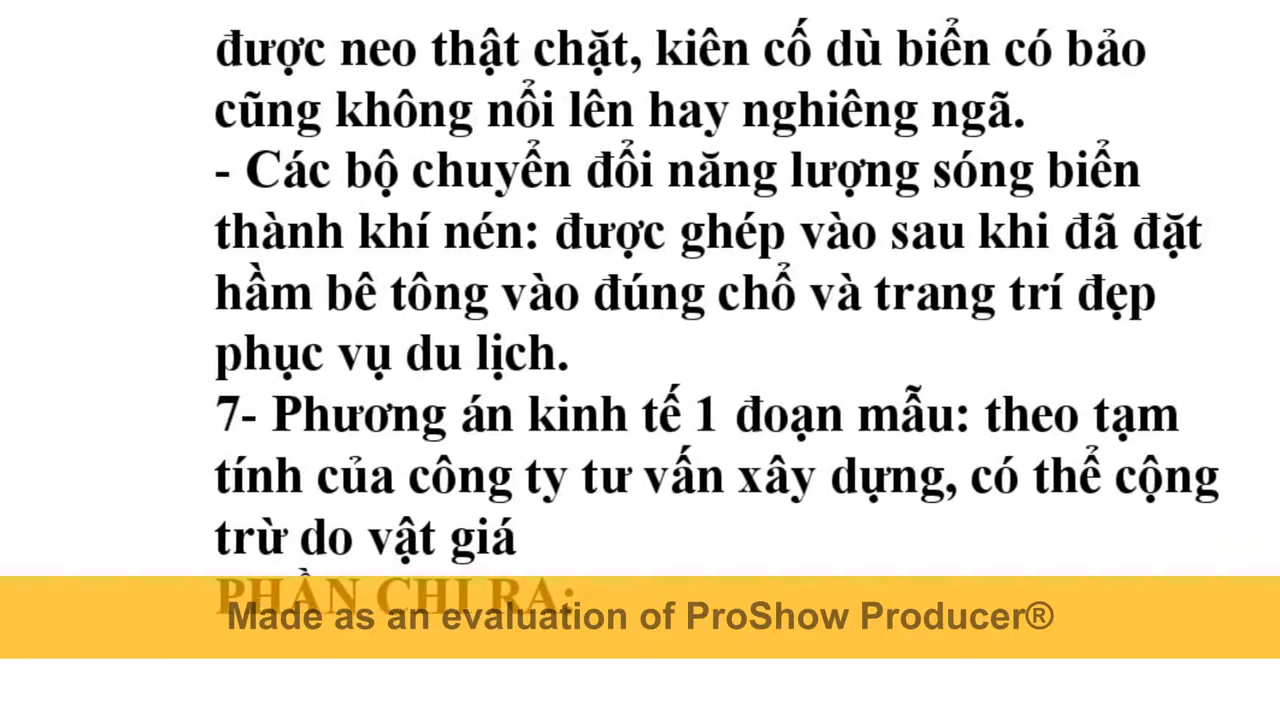 được neo thật chặt, kiên cố dù biển có bảo
cũng không nổi lên hay nghiêng ngã.
- Các bộ chuyển đổi năng lượng sóng biển
thành khí nén: được ghép vào sau khi đã đặt
hầm bê tông vào đúng chổ và trang trí đẹp
phục vụ du lịch.
7- Phương án kinh tế 1 đoạn mẫu: theo tạm
tính của công ty tư vấn xây dựng, có thể cộng
trừ do vật giá
PHẦN CHI RA:
Made as an evaluation of ProShow Producer®